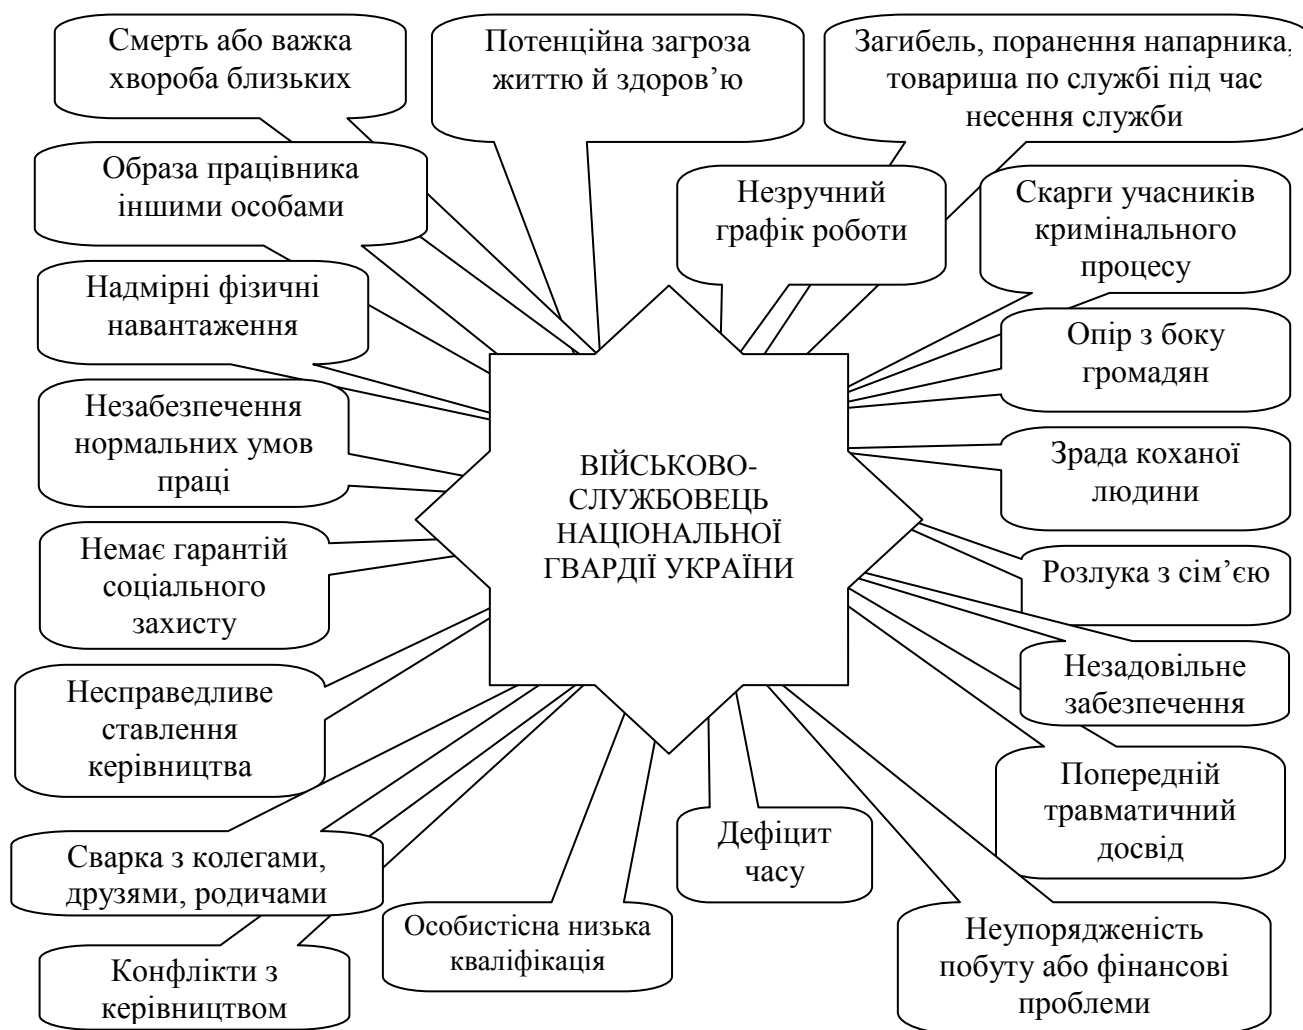 Смерть або важка
хвороба близьких
Потенційна загроза
життю й здоров’ю
Загибель, поранення напарника,
товариша по службі під час
несення служби
Образа працівника
іншими особами
Незручний
графік роботи
Скарги учасників
кримінального
процесу
Надмірні фізичні
навантаження
Опір з боку
громадян
Незабезпечення
нормальних умов
праці
ВІЙСЬКОВО-
СЛУЖБОВЕЦЬ
НАЦІОНАЛЬНОЇ
ГВАРДІЇ УКРАЇНИ
Зрада коханої
людини
Немає гарантій
соціального
захисту
Розлука з сім’єю
Несправедливе
ставлення
керівництва
Незадовільне
забезпечення
Попередній
травматичний
досвід
Сварка з колегами,
друзями, родичами
Дефіцит
часу
Особистісна низька
кваліфікація
Неупорядженість
побуту або фінансові
проблеми
Конфлікти з
керівництвом